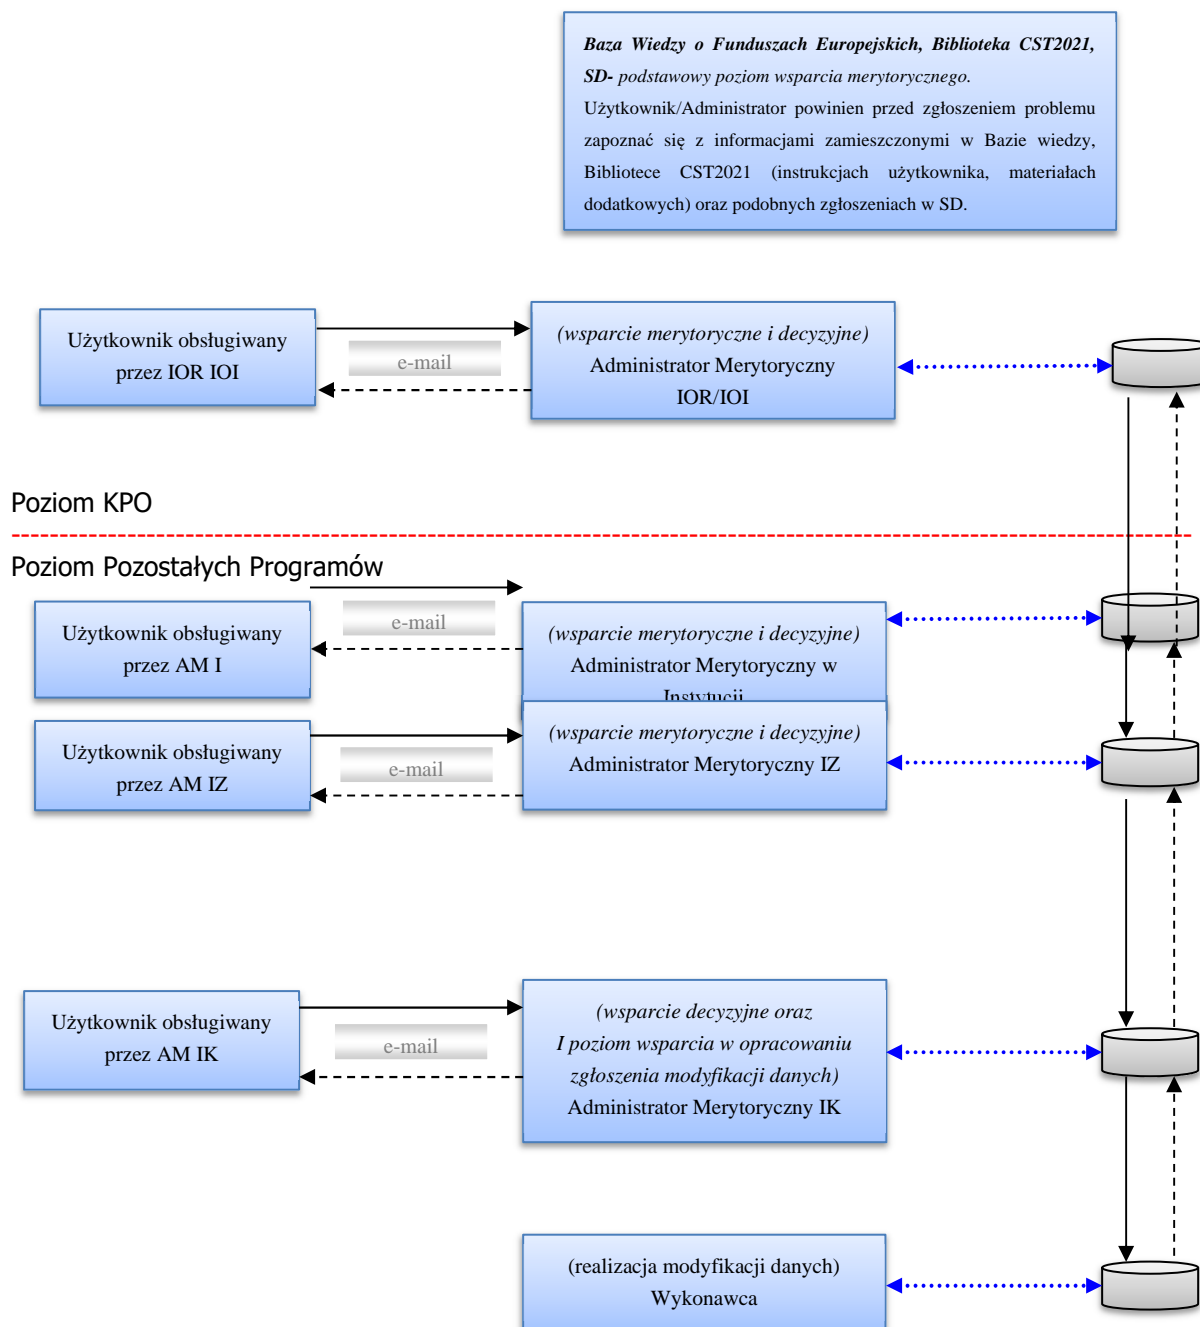 Baza Wiedzy o Funduszach Europejskich, Biblioteka CST2021,
SD- podstawowy poziom wsparcia merytorycznego.
Użytkownik/Administrator powinien przed zgłoszeniem problemu
zapoznać się z informacjami zamieszczonymi w Bazie wiedzy,
Bibliotece CST2021 (instrukcjach użytkownika, materiałach
dodatkowych) oraz podobnych zgłoszeniach w SD.
Użytkownik obsługiwany
przez IOR IOI
e-mail
(wsparcie merytoryczne i decyzyjne)
Administrator Merytoryczny
IOR/IOI
Poziom KPO
Poziom Pozostałych Programów
Użytkownik obsługiwany
przez AM I
e-mail
(wsparcie merytoryczne i decyzyjne)
Administrator Merytoryczny w
Instytucji
Użytkownik obsługiwany
przez AM IZ
e-mail
(wsparcie merytoryczne i decyzyjne)
Administrator Merytoryczny IZ
Użytkownik obsługiwany
przez AM IK
e-mail
(wsparcie decyzyjne oraz
I poziom wsparcia w opracowaniu
zgłoszenia modyfikacji danych)
Administrator Merytoryczny IK
(realizacja modyfikacji danych)
Wykonawca